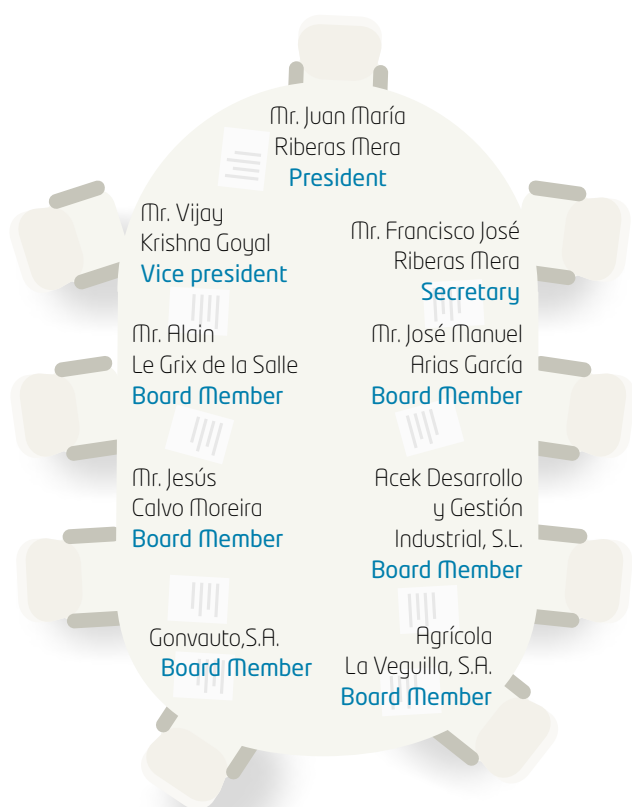 Mr. Juan María
Riberas Mera
President
Mr. Vijay
Krishna Goyal
Vice president
Mr. Francisco José
Riberas Mera
Secretary
Mr. Alain
Le Grix de la Salle
Board Member
Mr. José Manuel
Arias García
Board Member
Mr. Jesús
Calvo Moreira
Board Member
Acek Desarrollo
y Gestión
Industrial, S.L.
Board Member
Gonvauto,S.A.
Board Member
Agrícola
La Veguilla, S.A.
Board Member